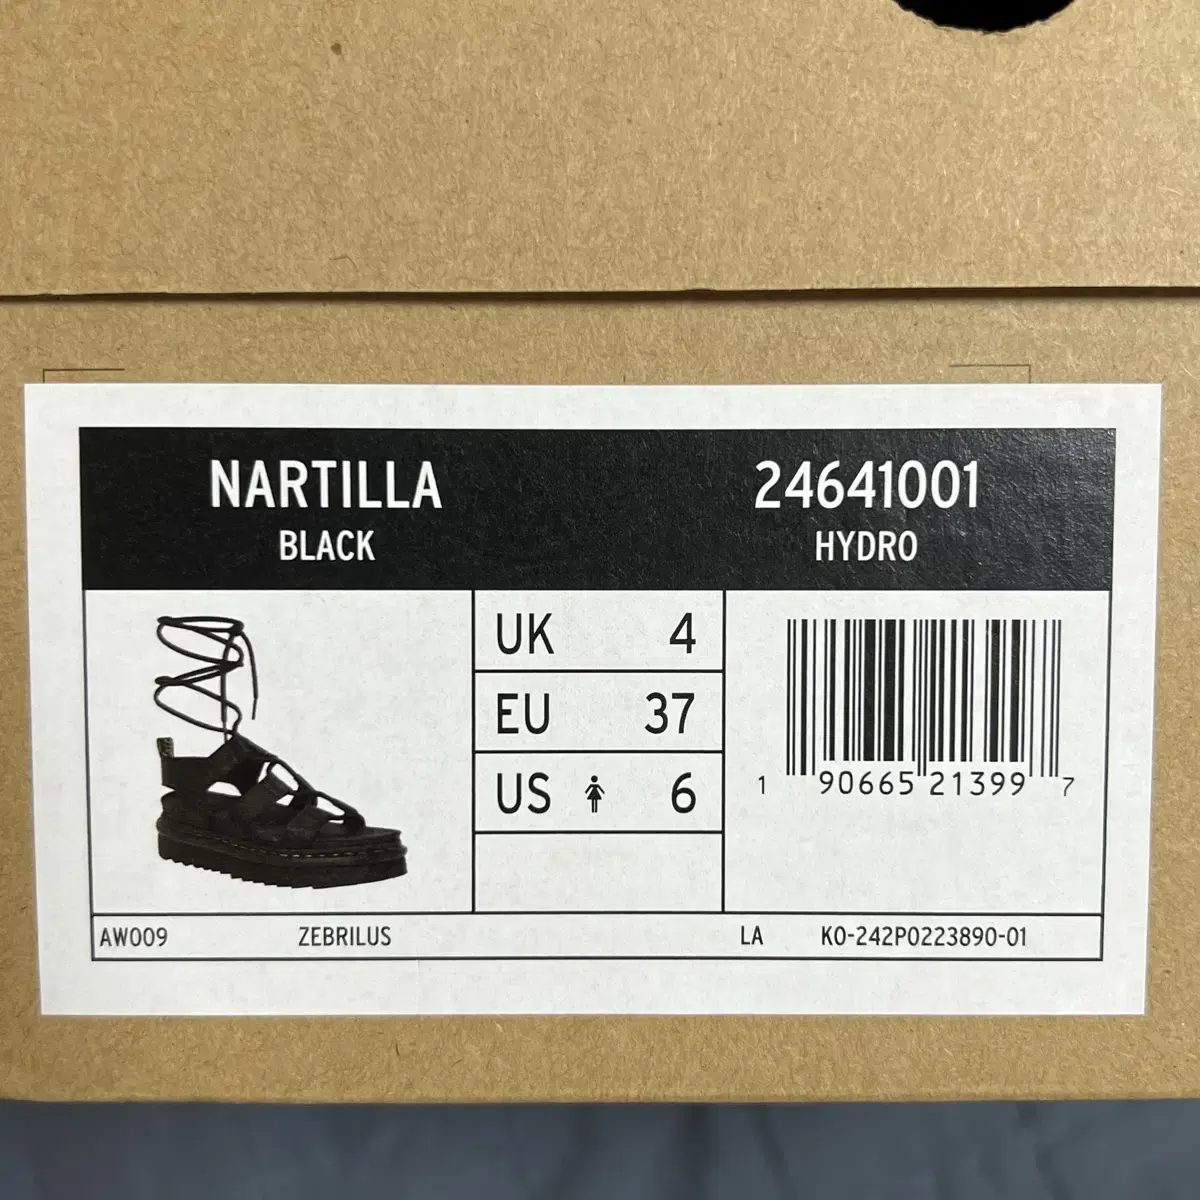 NARTILLA 24641001
BLACK HYDRO
UK 4
EU 37
US 6
1 90665 21399 7
AW009 ZEBRILUS LA KO-242P0223890-01